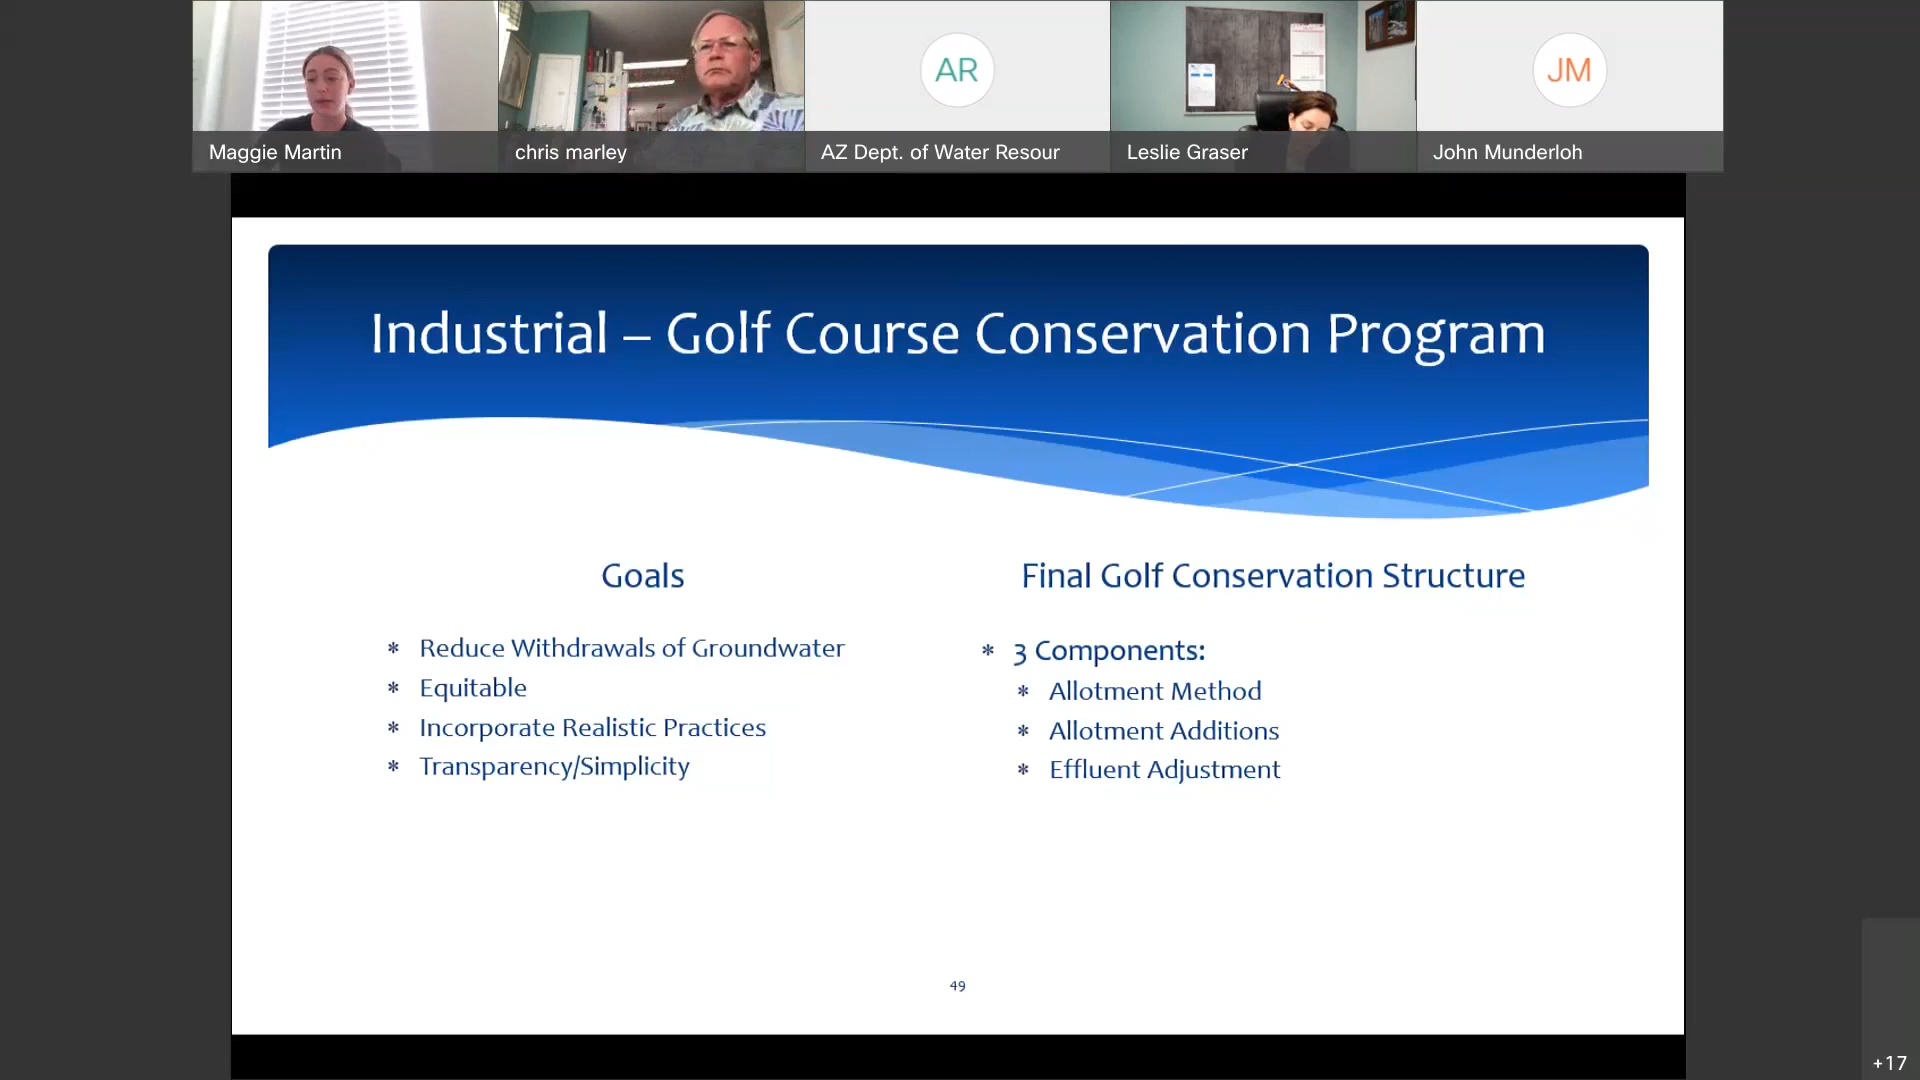 AR
JM
Maggie Martin
chris marley
AZ Dept. of Water Resour
Leslie Graser
John Munderloh
Industrial – Golf Course Conservation Program
Goals
* Reduce Withdrawals of Groundwater
* Equitable
* Incorporate Realistic Practices
* Transparency/Simplicity
Final Golf Conservation Structure
* 3 Components:
* Allotment Method
* Allotment Additions
* Effluent Adjustment
49
+17